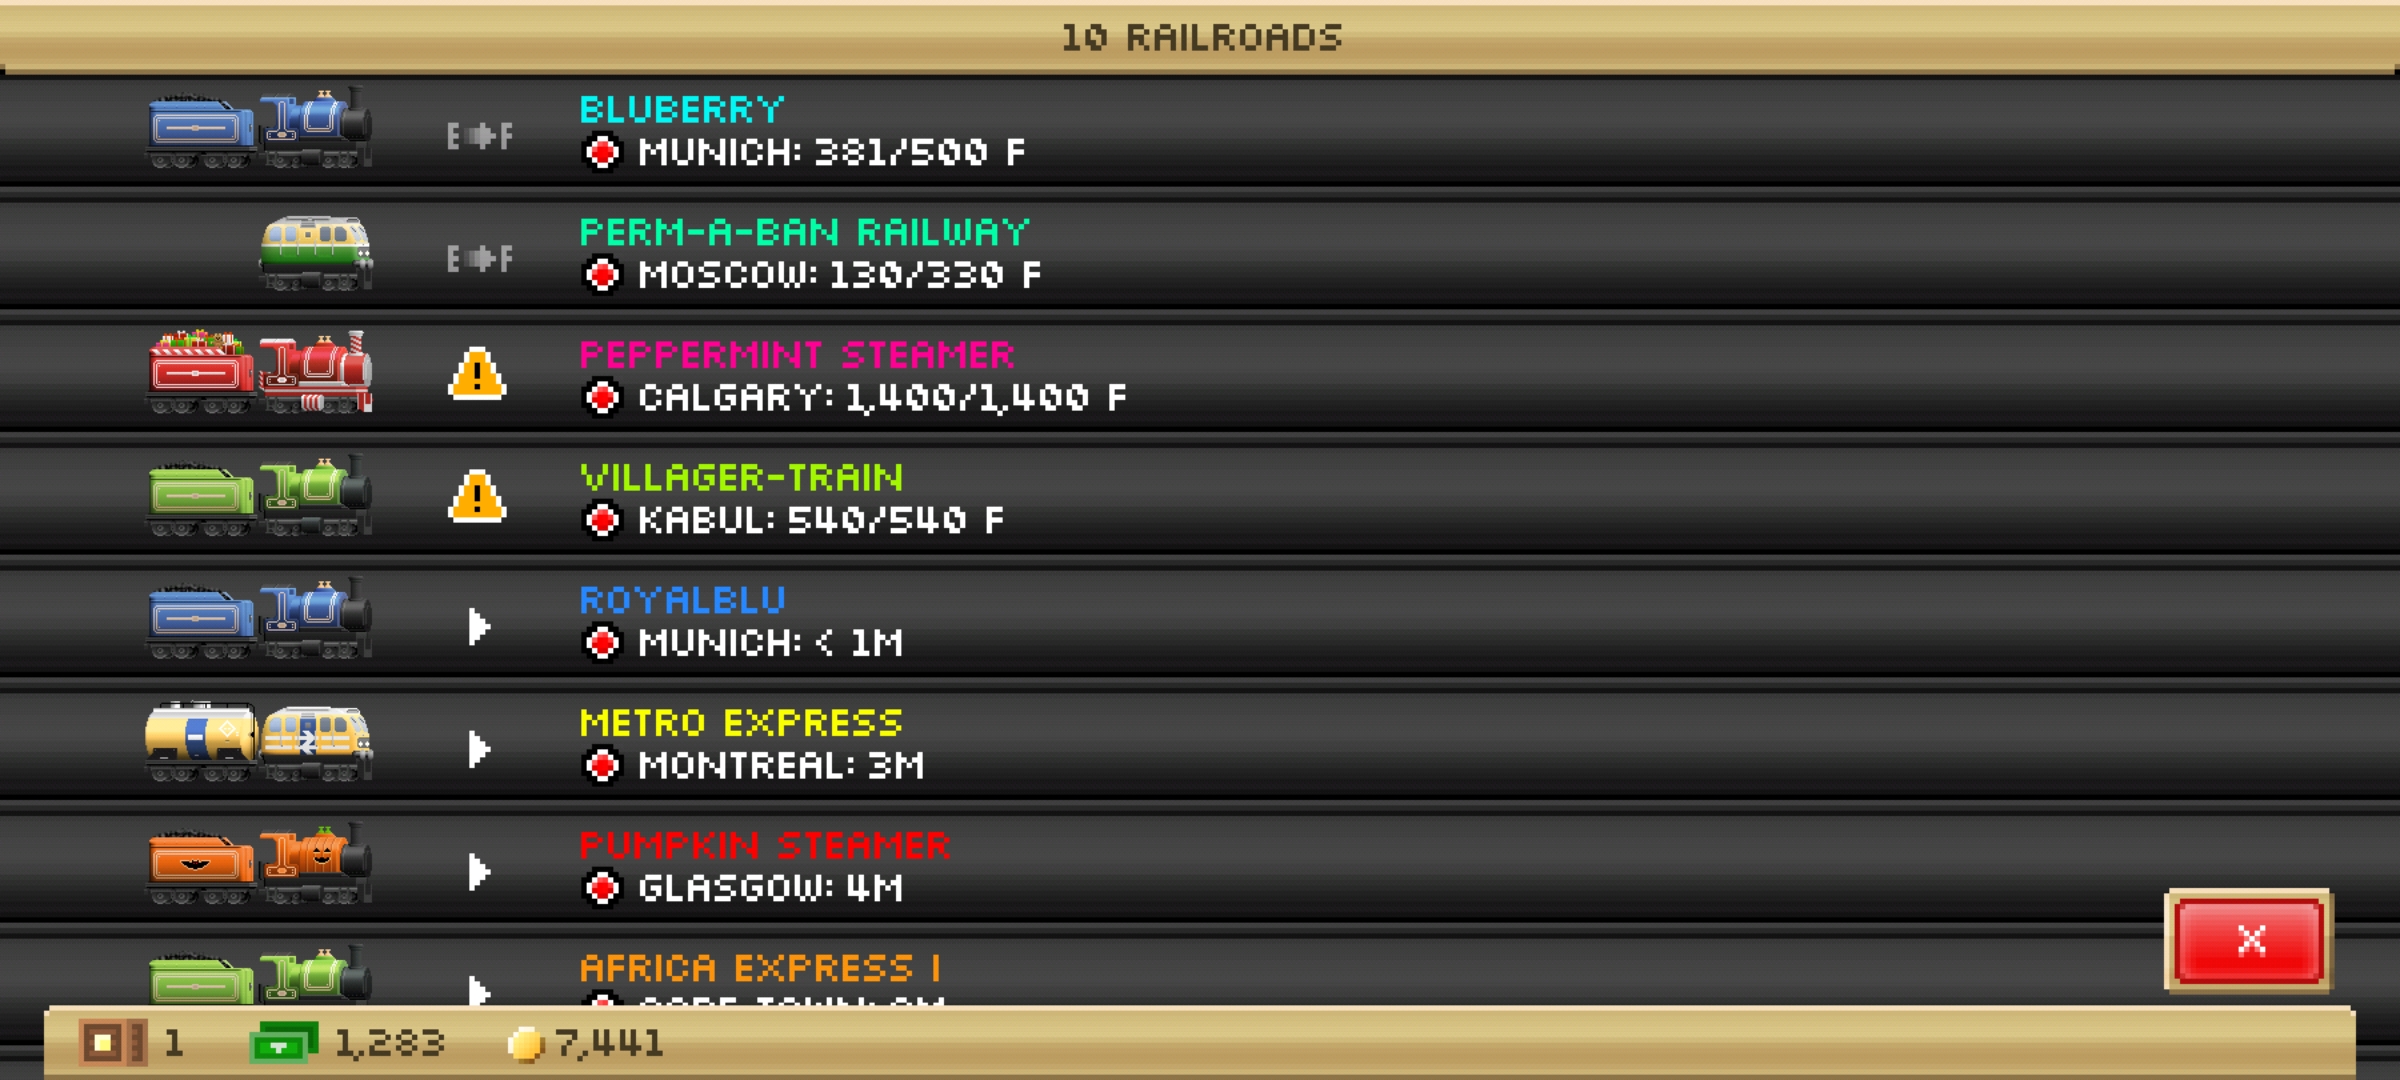 10 RAILROADS
BLUBERRY
E F
MUNICH: 381/500 F
PERM-A-BAN RAILWAY
E F
MOSCOW: 130/330 F
PEPPERMINT STEAMER
CALGARY: 1,400/1,400 F
VILLAGER-TRAIN
KABUL: 540/540 F
ROYALBLU
MUNICH: < 1M
METRO EXPRESS
MONTREAL: 3M
PUMPKIN STEAMER
GLASGOW: 4M
AFRICA EXPRESS I
X
1 1,283 7,441